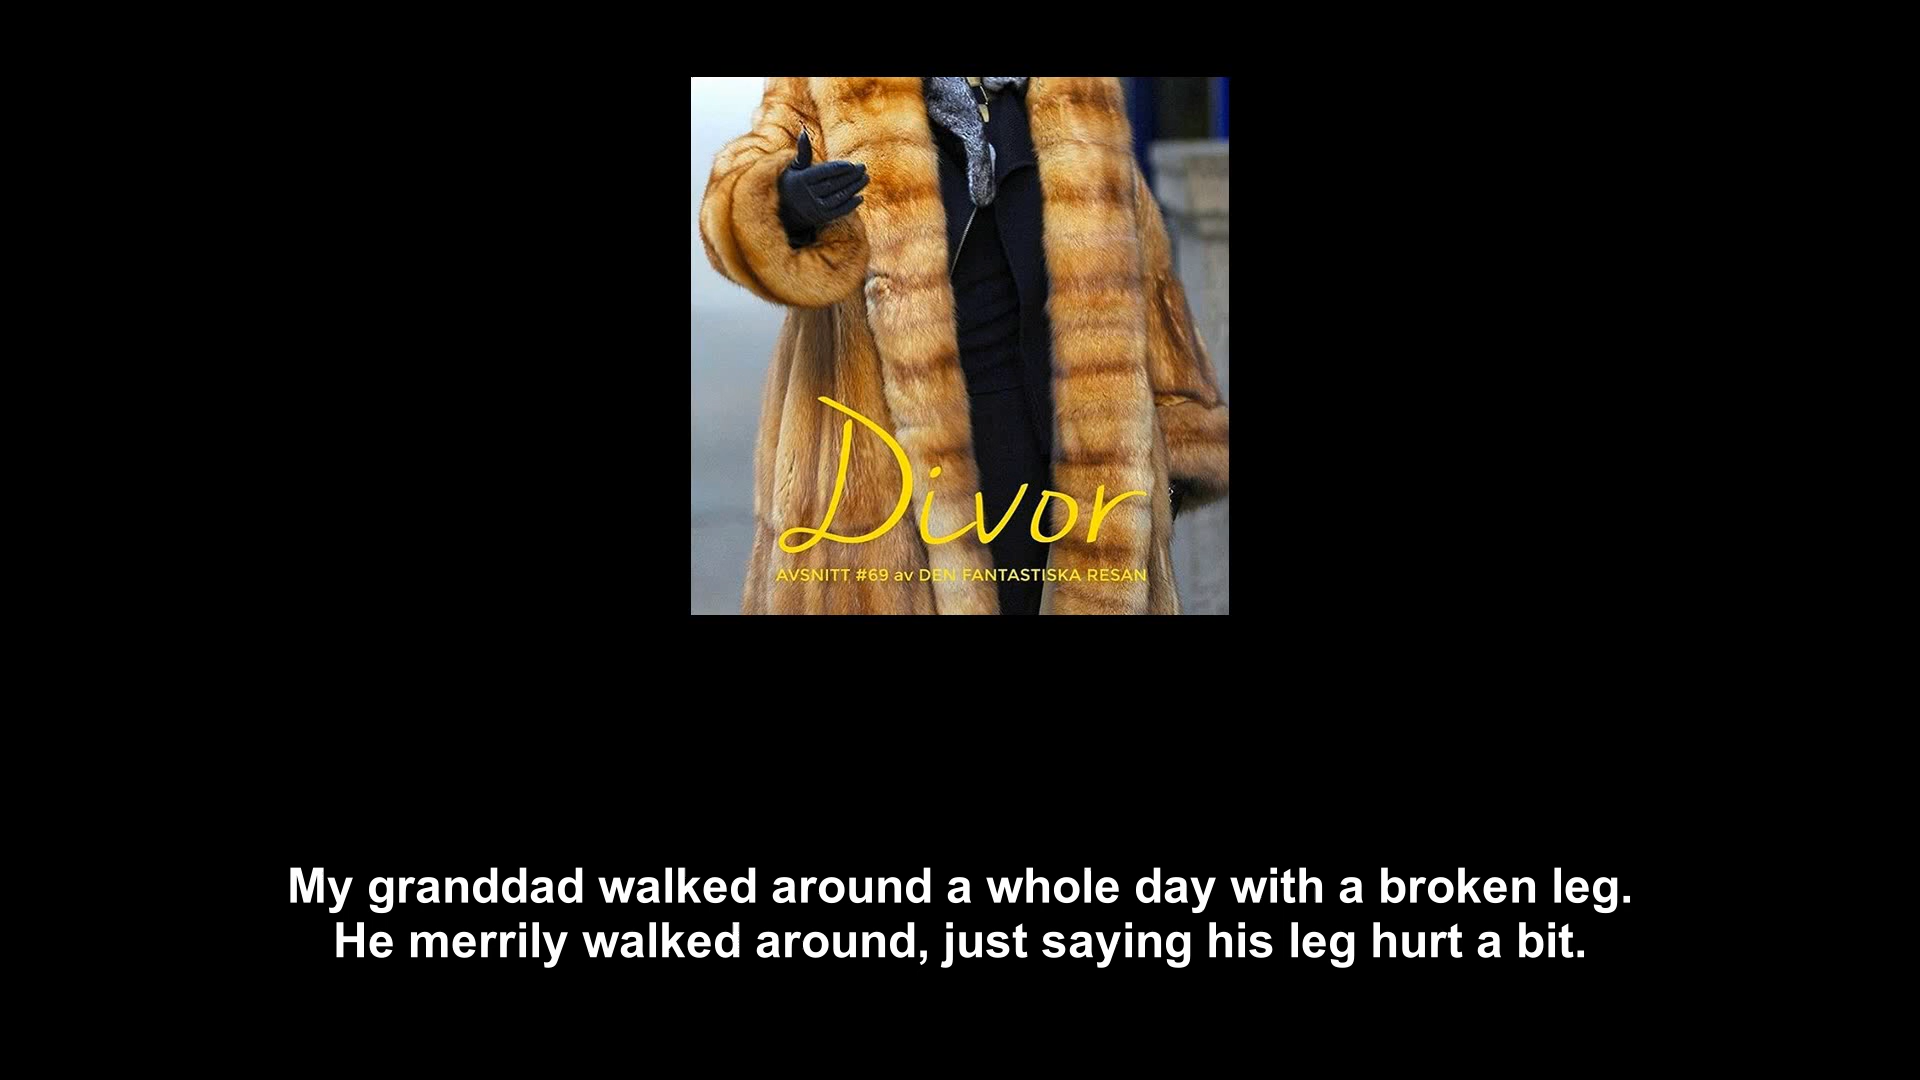 Divor
AVSNITT #69 av DEN FANTASTISKA RESAN
My granddad walked around a whole day with a broken leg.
He merrily walked around, just saying his leg hurt a bit.